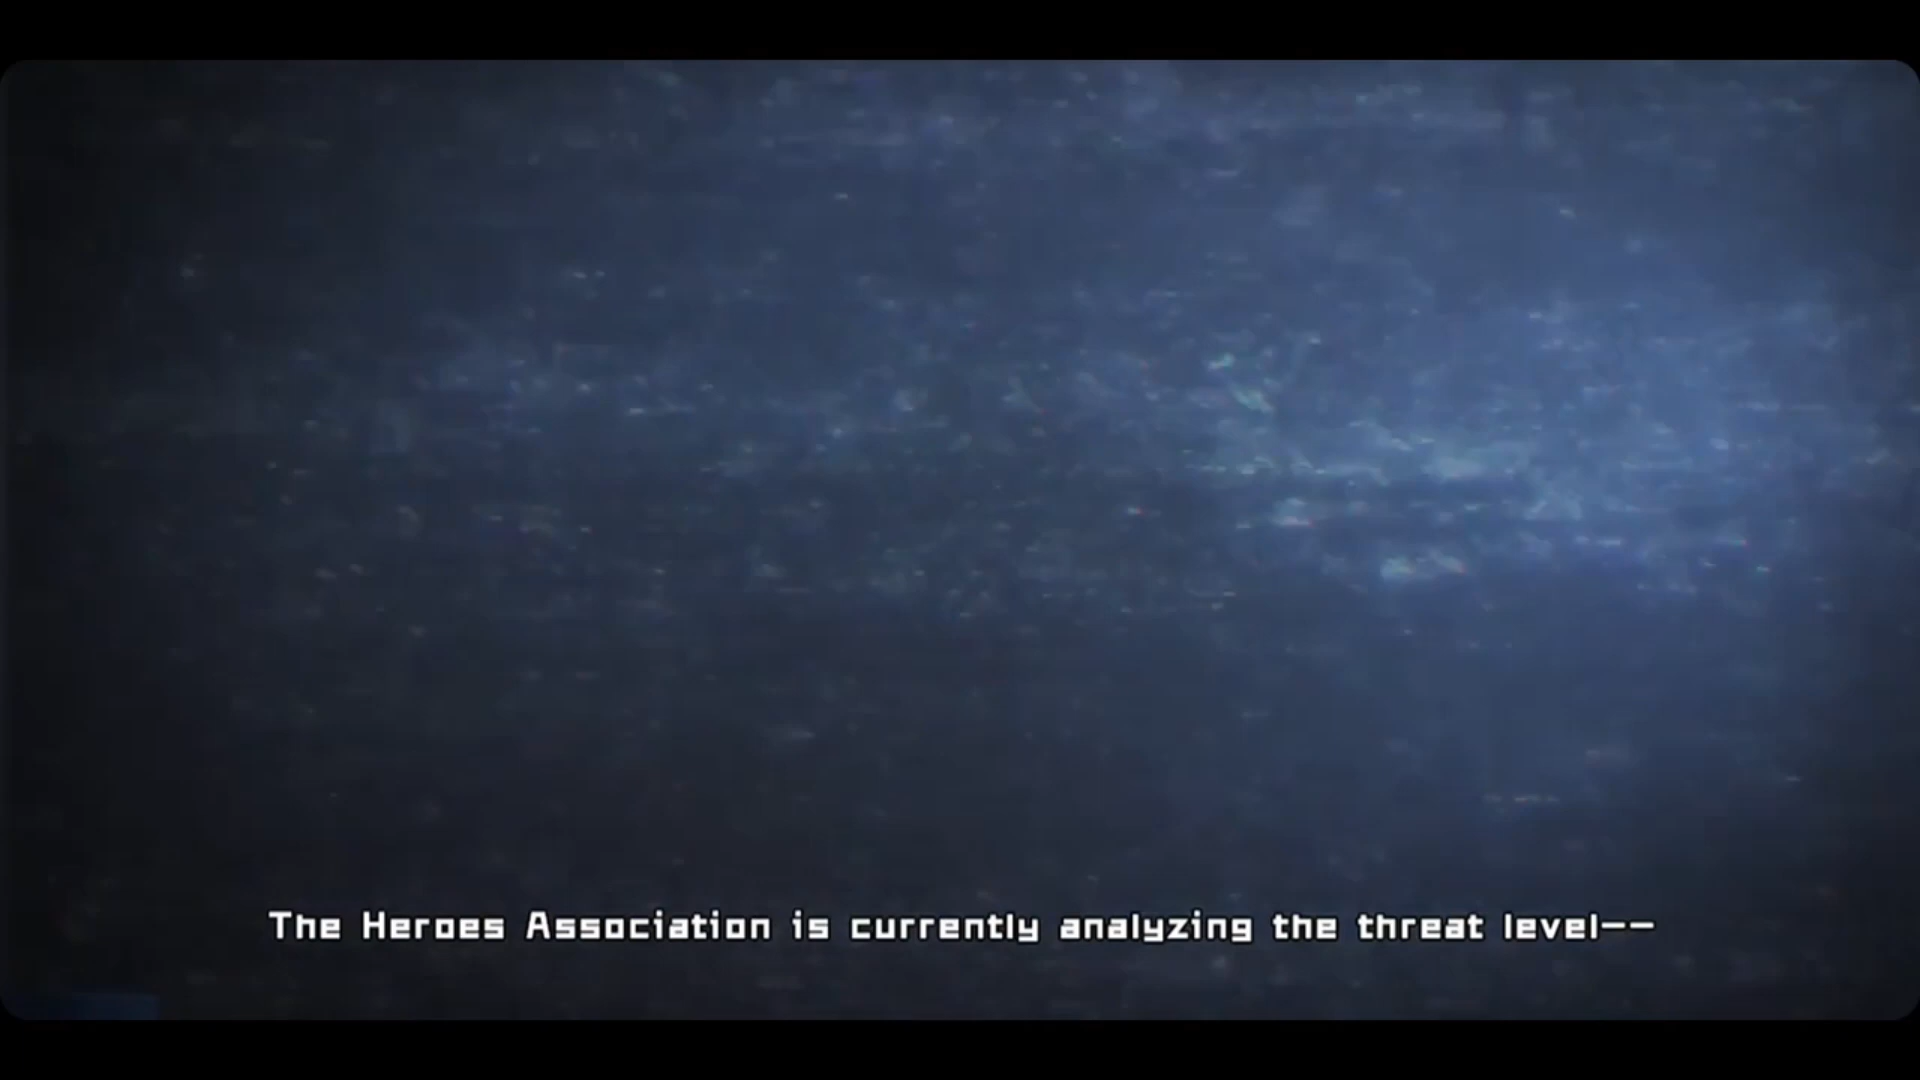 The Heroes Association is currently analyzing the threat level--